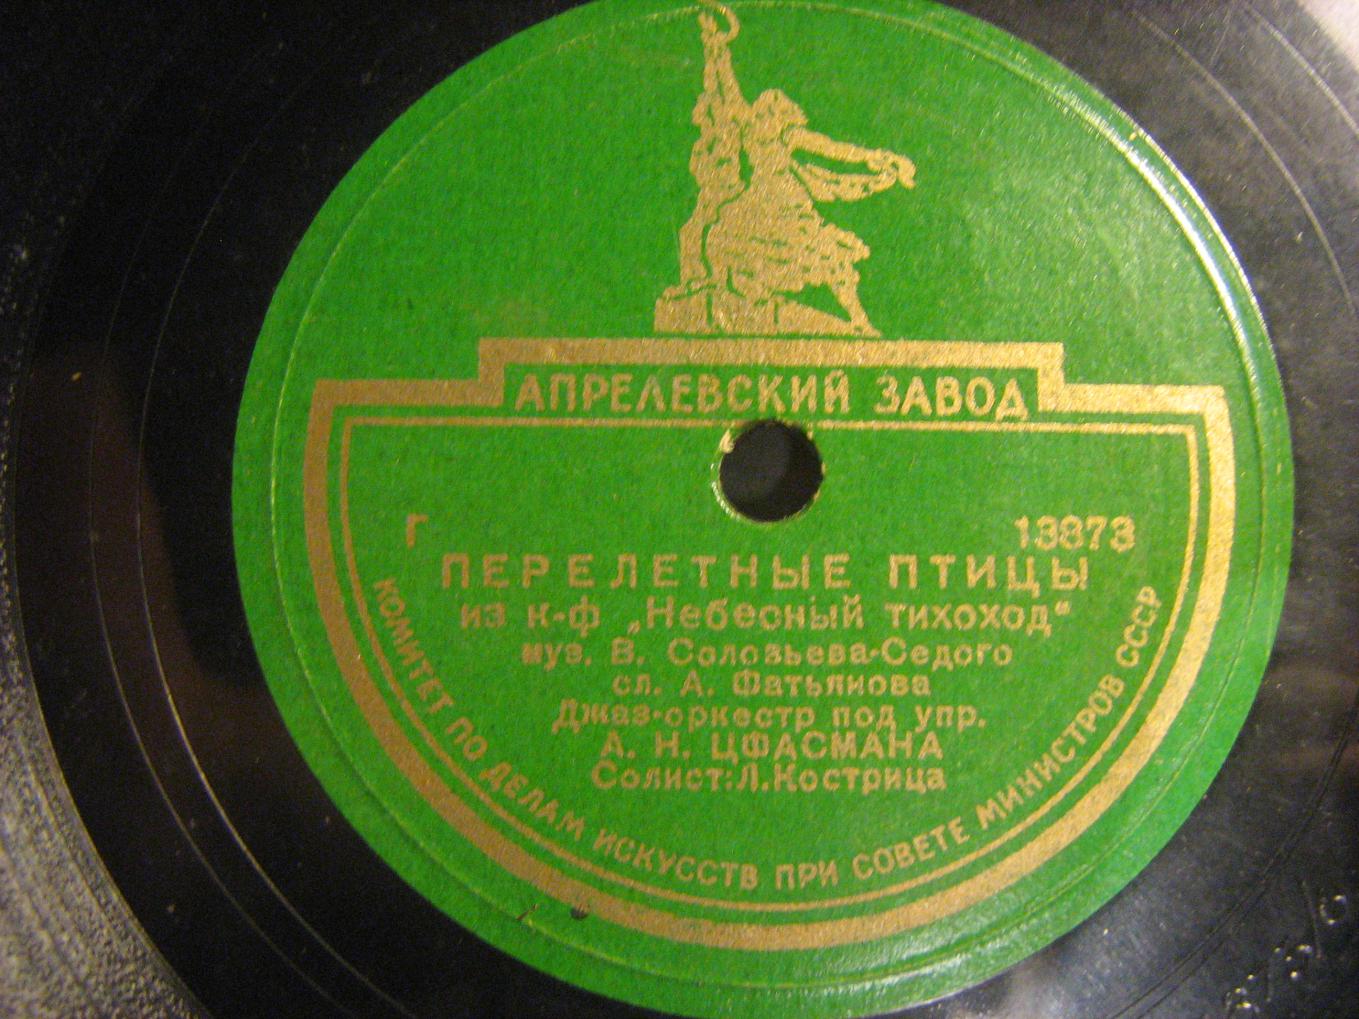 АПРЕЛЕВСКИЙ ЗАВОД
Г 13873
ПЕРЕЛЕТНЫЕ ПТИЦЫ
из к-ф „Небесный тихоход"
муз. В. Соловьева-Седого
сл. А. Фатьянова
Джаз-оркестр под упр.
А. Н. ЦФАСМАНА
Солист: Л. Кострица
КОМИТЕТ ПО ДЕЛАМ ИСКУССТВ ПРИ СОВЕТЕ МИНИСТРОВ СССР